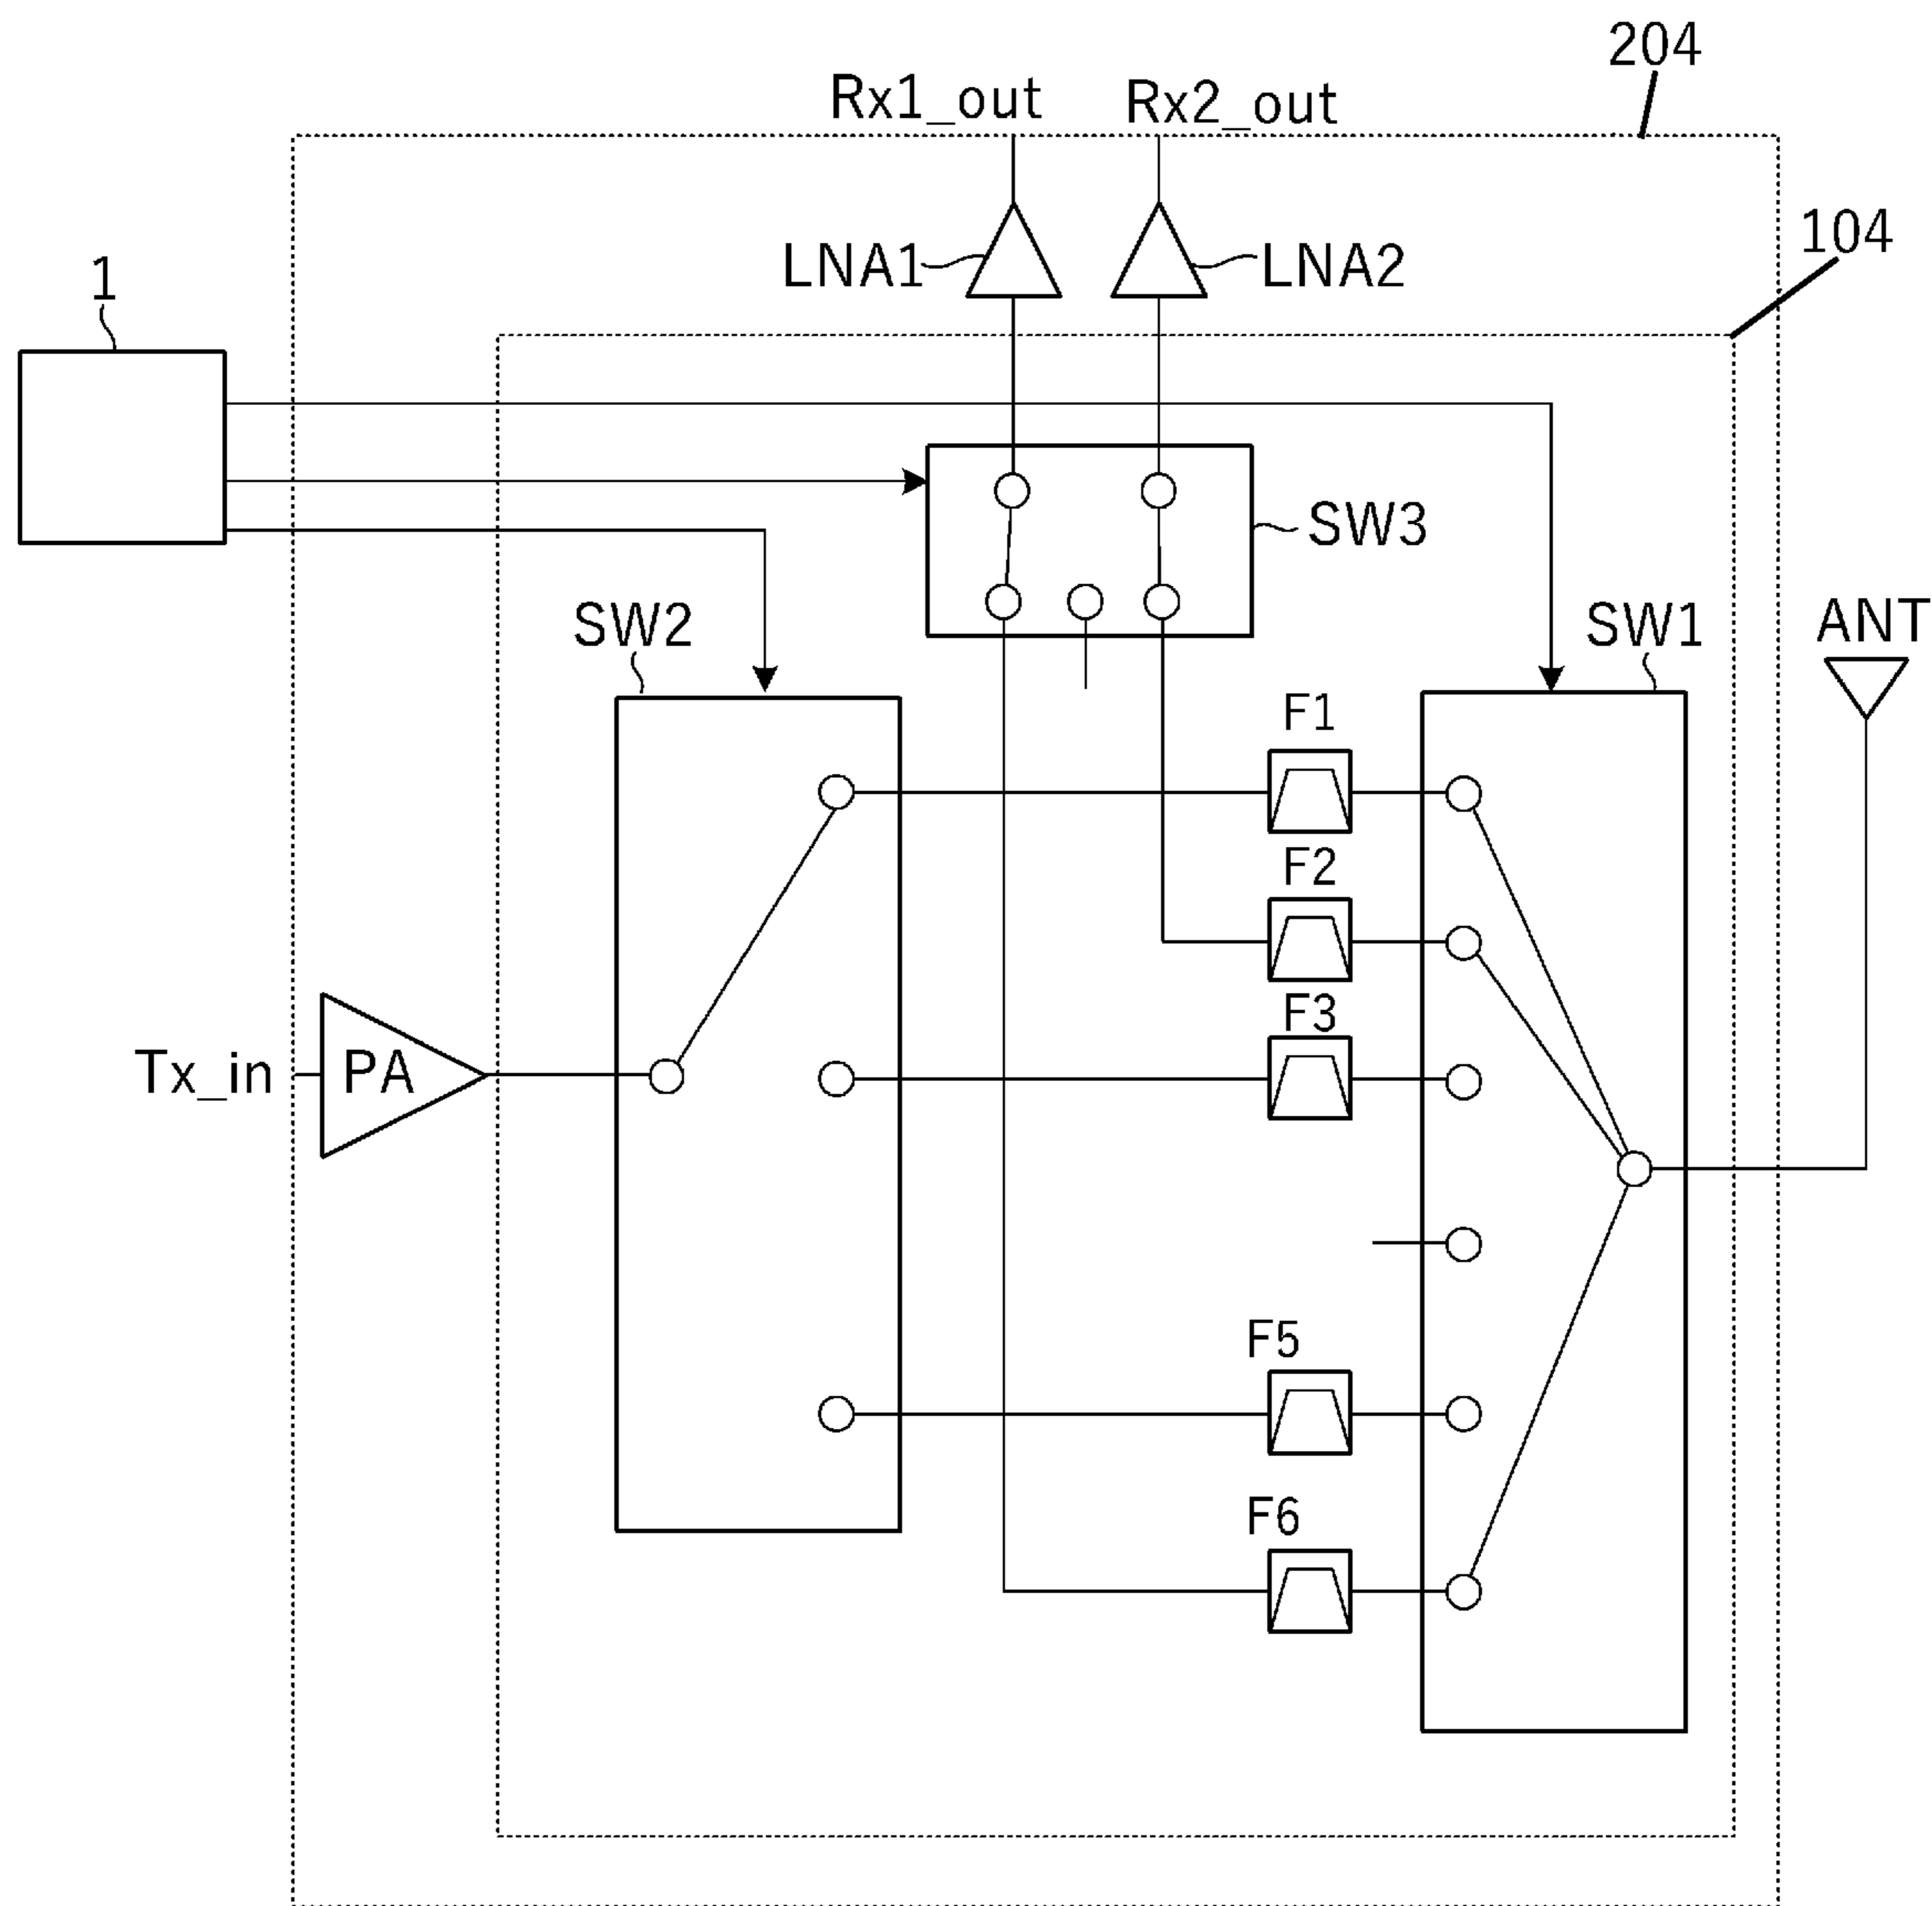 204
Rx1_out
Rx2_out
104
LNA1
LNA2
1
SW3
SW2
SW1
ANT
F1
F2
F3
Tx_in
PA
F5
F6